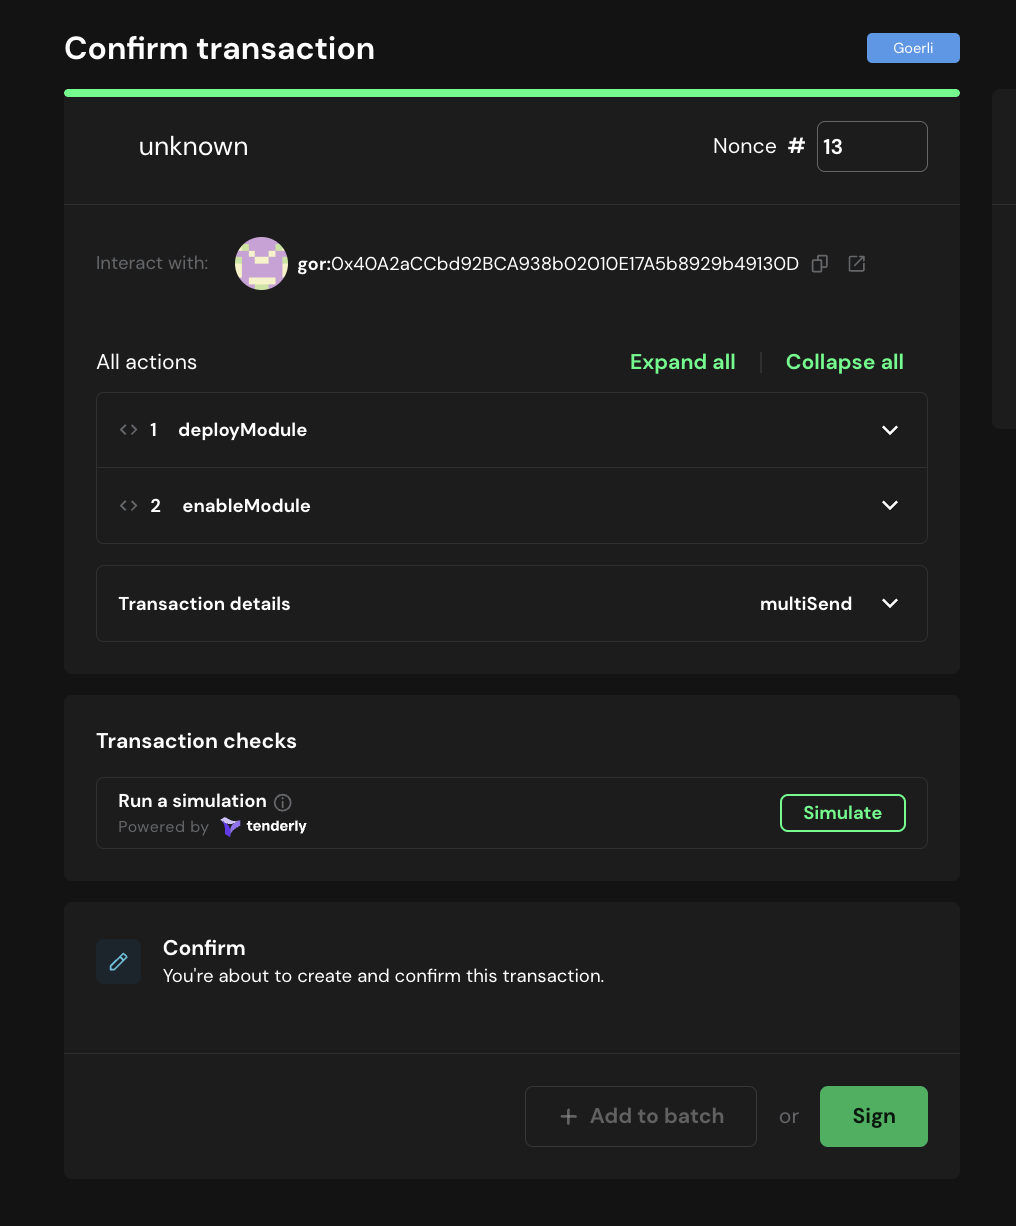 Confirm transaction
Goerli
unknown
Nonce # 13
Interact with: gor:0x40A2aCCbd92BCA938b02010E17A5b8929b49130D
All actions
Expand all | Collapse all
<> 1 deployModule
<> 2 enableModule
Transaction details multiSend
Transaction checks
Run a simulation
Powered by tenderly
Simulate
Confirm
You're about to create and confirm this transaction.
+ Add to batch or Sign